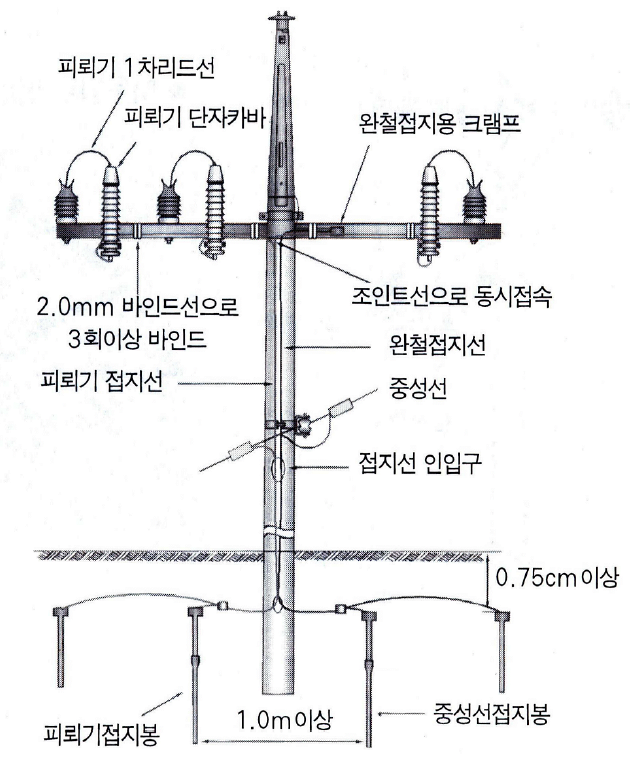 피뢰기 1차리드선
피뢰기 단자카바
완철접지용 크램프
2.0mm 바인드선으로
3회이상 바인드
조인트선으로 동시접속
완철접지선
피뢰기 접지선
중성선
접지선 인입구
0.75cm이상
피뢰기접지봉
1.0m이상
중성선접지봉